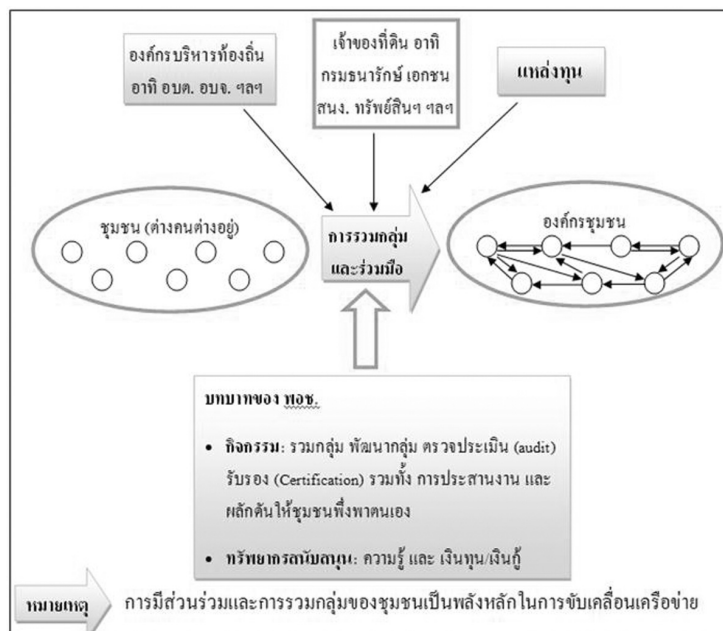 องค์กรบริหารท้องถิ่น
อาทิ อบต. อบจ. ฯลฯ
เจ้าของที่ดิน อาทิ
กรมธนารักษ์ เอกชน
สนง. ทรัพย์สินฯ ฯลฯ
แหล่งทุน
ชุมชน (ต่างคนต่างอยู่)
การรวมกลุ่ม
และร่วมมือ
องค์กรชุมชน
บทบาทของ พอช.
• กิจกรรม: รวมกลุ่ม พัฒนากลุ่ม ตรวจประเมิน (audit)
รับรอง (Certification) รวมทั้ง การประสานงาน และ
ผลักดันให้ชุมชนพึ่งพาตนเอง
• ทรัพยากรสนับสนุน: ความรู้ และ เงินทุน/เงินกู้
หมายเหตุ
การมีส่วนร่วมและการรวมกลุ่มของชุมชนเป็นพลังหลักในการขับเคลื่อนเครือข่าย